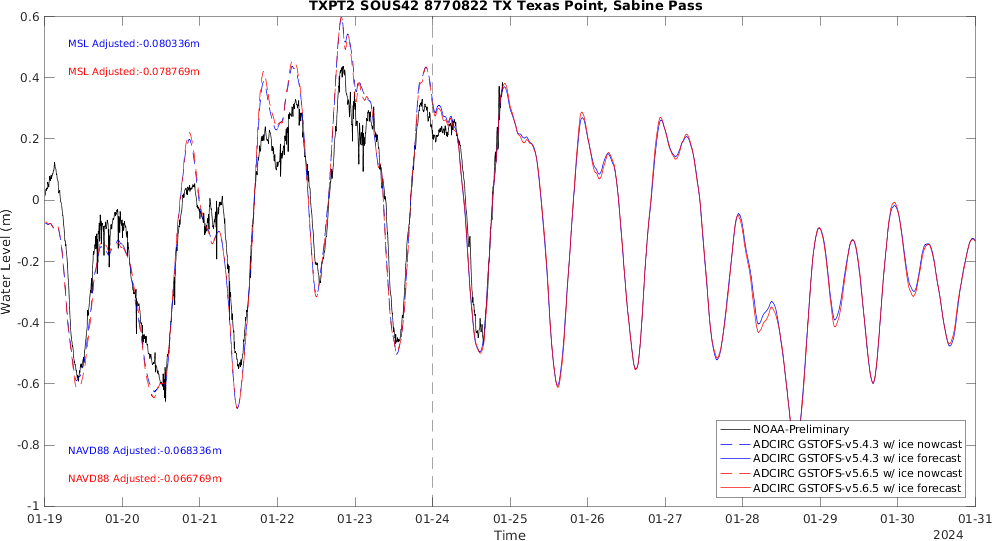 TXPT2 SOUS42 8770822 TX Texas Point, Sabine Pass
0.6
MSL Adjusted:-0.080336m
MSL Adjusted:-0.078769m
0.4
0.2
0
Water Level (m)
-0.2
-0.4
-0.6
-0.8
-1
NAVD88 Adjusted:-0.068336m
NAVD88 Adjusted:-0.066769m
NOAA-Preliminary
ADCIRC GSTOFS-v5.4.3 w/ ice nowcast
ADCIRC GSTOFS-v5.4.3 w/ ice forecast
ADCIRC GSTOFS-v5.6.5 w/ ice nowcast
ADCIRC GSTOFS-v5.6.5 w/ ice forecast
01-19 01-20 01-21 01-22 01-23 01-24 01-25 01-26 01-27 01-28 01-29 01-30 01-31
Time
2024